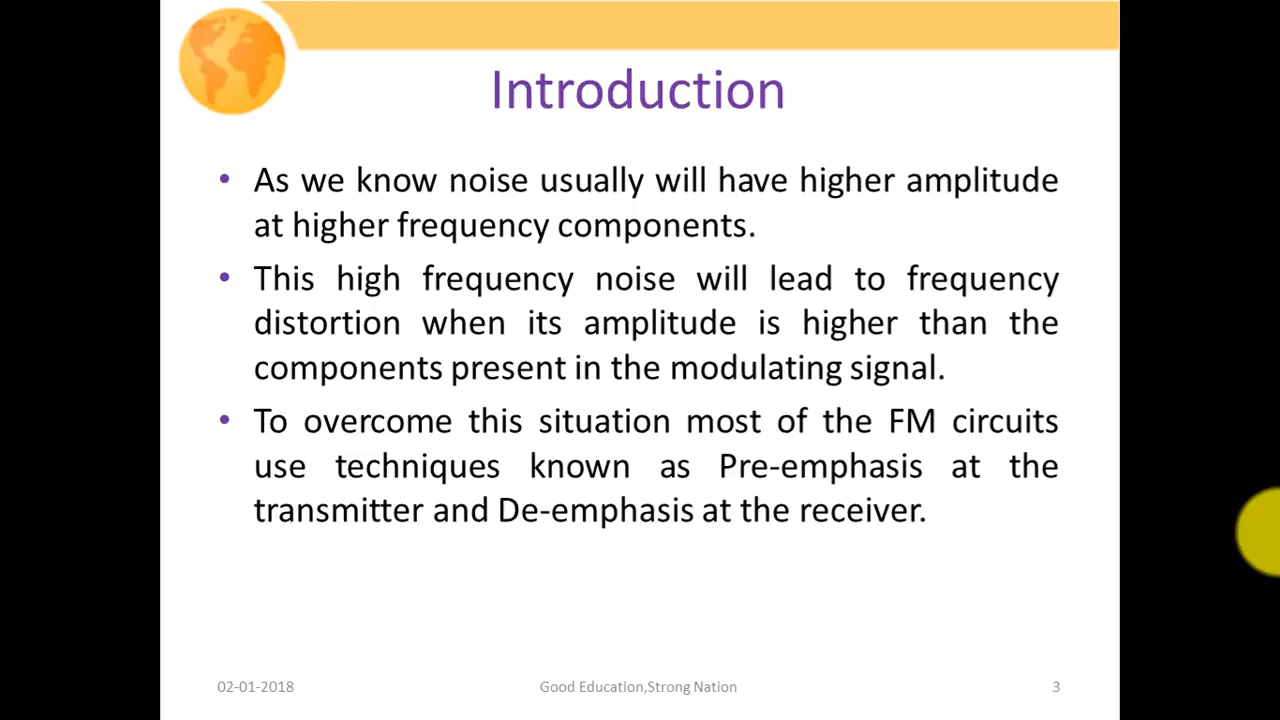 Introduction
• As we know noise usually will have higher amplitude
at higher frequency components.
• This high frequency noise will lead to frequency
distortion when its amplitude is higher than the
components present in the modulating signal.
• To overcome this situation most of the FM circuits
use techniques known as Pre-emphasis at the
transmitter and De-emphasis at the receiver.
02-01-2018 Good Education,Strong Nation 3